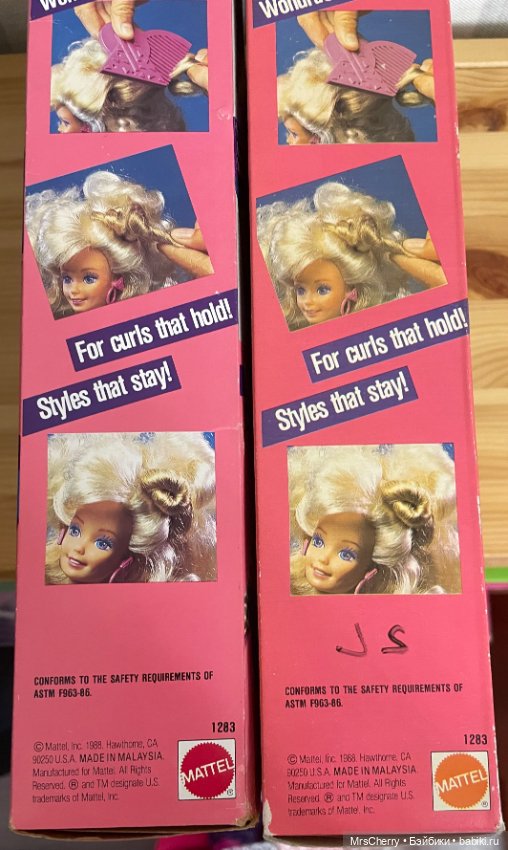 For curls that hold!
Styles that stay!
CONFORMS TO THE SAFETY REQUIREMENTS OF
ASTM F963-86.
1283
© Mattel, Inc. 1988. Hawthorne, CA
90250 U.S.A. MADE IN MALAYSIA.
Manufactured for Mattel. All Rights
Reserved. ® and TM designate U.S.
trademarks of Mattel, Inc.
MATTEL
®
For curls that hold!
Styles that stay!
JS
CONFORMS TO THE SAFETY REQUIREMENTS OF
ASTM F963-86.
1283
© Mattel, Inc. 1988. Hawthorne, CA
90250 U.S.A. MADE IN MALAYSIA.
Manufactured for Mattel. All Rights
Reserved. ® and TM designate U.S.
trademarks of Mattel, Inc.
MATTEL
®
MrsCherry • Бэйбики • babiki.ru